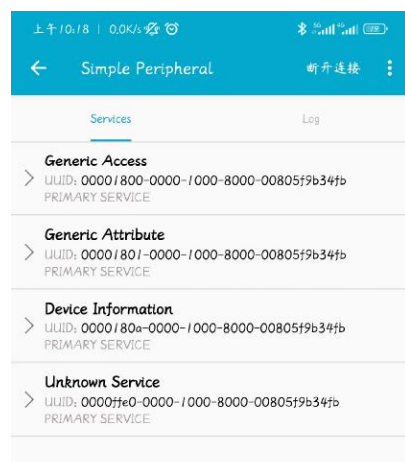 上午10:18 | 0.0K/s
Simple Peripheral 断开连接
Services Log
Generic Access
UUID: 00001800-0000-1000-8000-00805f9b34fb
PRIMARY SERVICE
Generic Attribute
UUID: 00001801-0000-1000-8000-00805f9b34fb
PRIMARY SERVICE
Device Information
UUID: 0000180a-0000-1000-8000-00805f9b34fb
PRIMARY SERVICE
Unknown Service
UUID: 0000ffe0-0000-1000-8000-00805f9b34fb
PRIMARY SERVICE